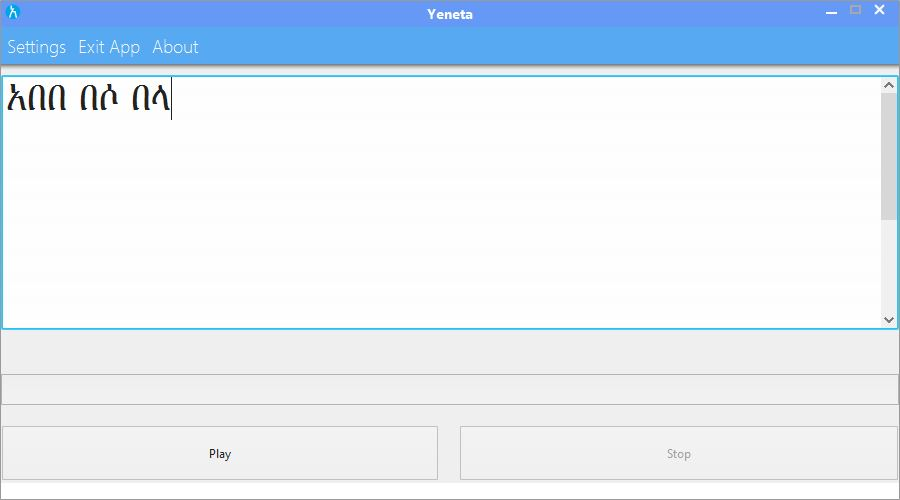 Yeneta
Settings Exit App About
አበበ በሶ በላ
Play Stop